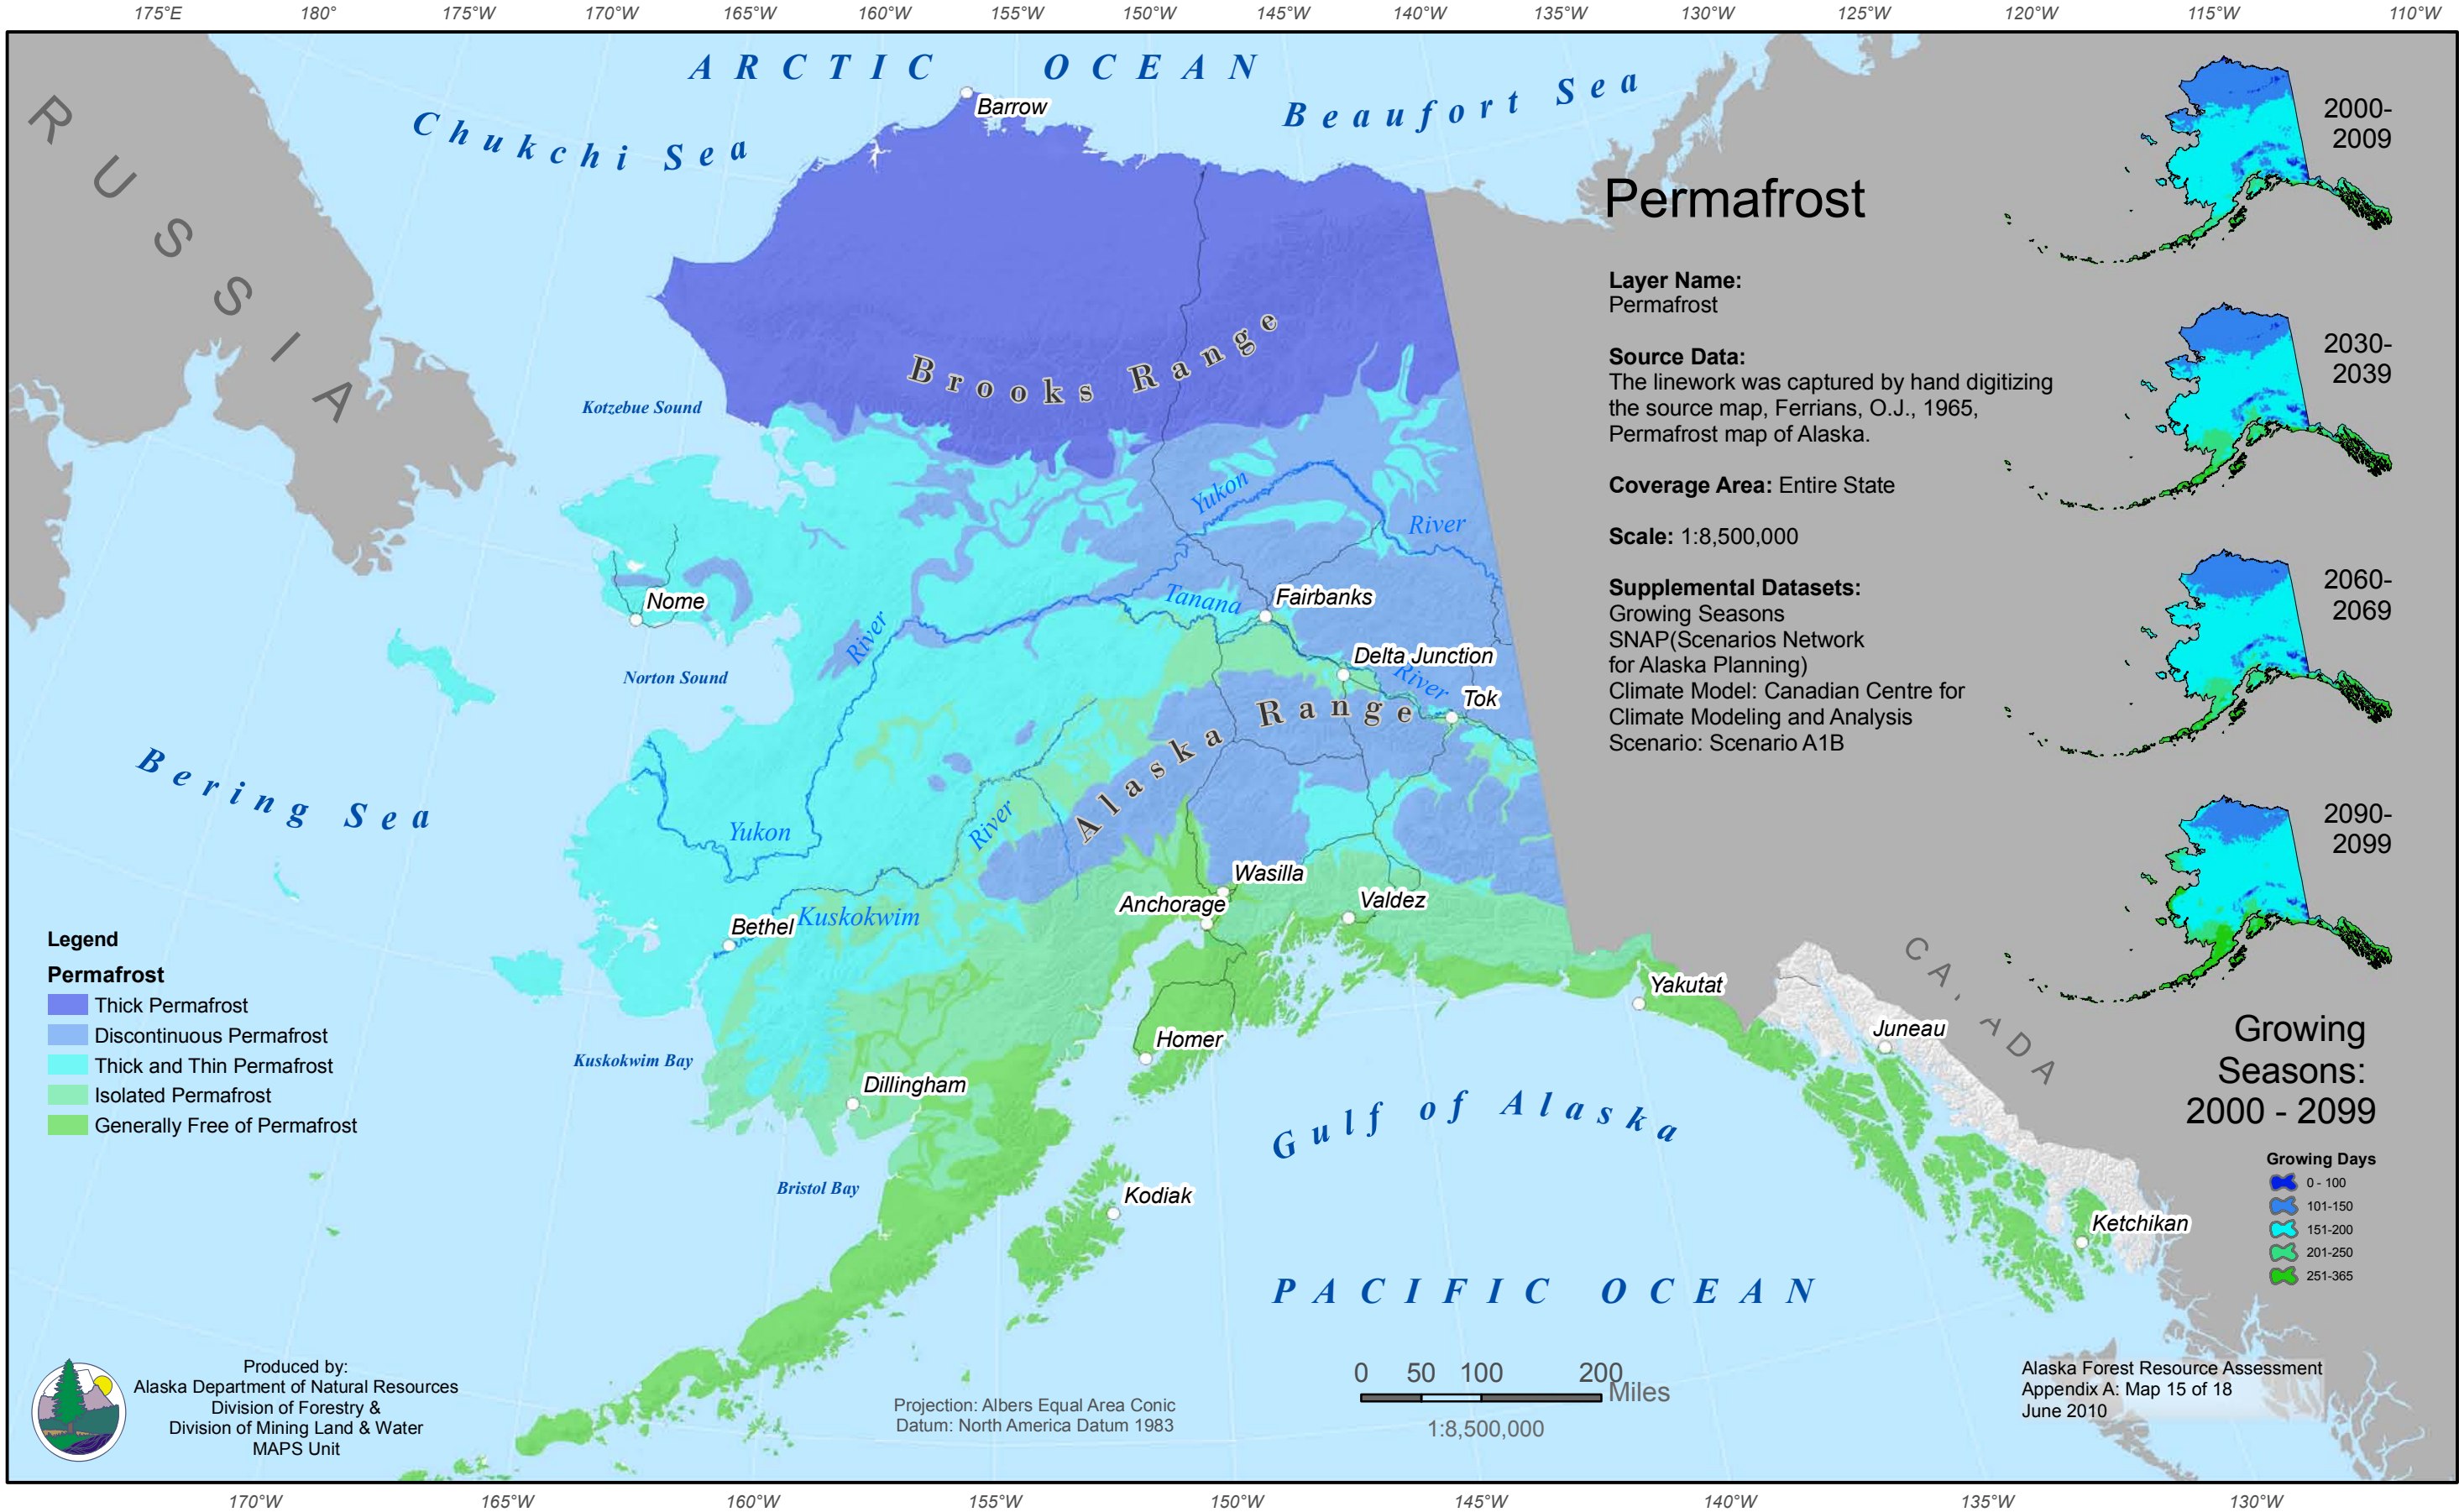 175°E 180° 175°W 170°W 165°W 160°W 155°W 150°W 145°W 140°W 135°W 130°W 125°W 120°W 115°W 110°W
ARCTIC OCEAN
Chukchi Sea
Beaufort Sea
RUSSIA
Barrow
Brooks Range
Kotzebue Sound
Yukon
River
Nome
Tanana
Fairbanks
River
Norton Sound
Delta Junction
River
Tok
Alaska Range
Bering Sea
Yukon
River
Wasilla
Anchorage
Valdez
Bethel
Kuskokwim
Yakutat
Juneau
Homer
Kuskokwim Bay
Dillingham
Gulf of Alaska
Bristol Bay
Kodiak
Ketchikan
PACIFIC OCEAN
CANADA
Permafrost
Layer Name:
Permafrost
Source Data:
The linework was captured by hand digitizing
the source map, Ferrians, O.J., 1965,
Permafrost map of Alaska.
Coverage Area: Entire State
Scale: 1:8,500,000
Supplemental Datasets:
Growing Seasons
SNAP(Scenarios Network
for Alaska Planning)
Climate Model: Canadian Centre for
Climate Modeling and Analysis
Scenario: Scenario A1B
2000-
2009
2030-
2039
2060-
2069
2090-
2099
Growing
Seasons:
2000 - 2099
Growing Days
0 - 100
101-150
151-200
201-250
251-365
Legend
Permafrost
Thick Permafrost
Discontinuous Permafrost
Thick and Thin Permafrost
Isolated Permafrost
Generally Free of Permafrost
Produced by:
Alaska Department of Natural Resources
Division of Forestry &
Division of Mining Land & Water
MAPS Unit
Projection: Albers Equal Area Conic
Datum: North America Datum 1983
0 50 100 200
Miles
1:8,500,000
Alaska Forest Resource Assessment
Appendix A: Map 15 of 18
June 2010
170°W 165°W 160°W 155°W 150°W 145°W 140°W 135°W 130°W